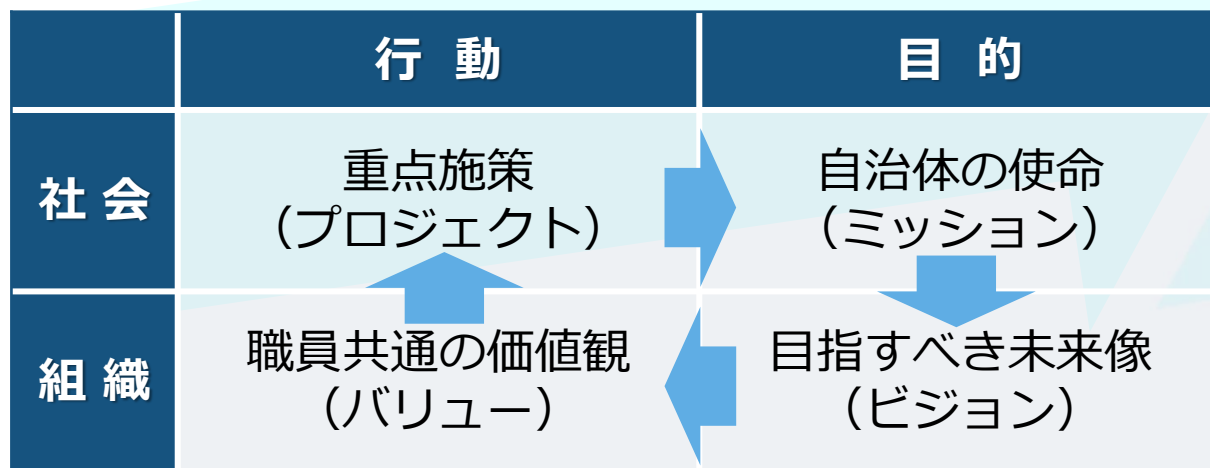 行 動
目 的
社 会
重点施策
（プロジェクト）
自治体の使命
（ミッション）
組 織
職員共通の価値観
（バリュー）
目指すべき未来像
（ビジョン）